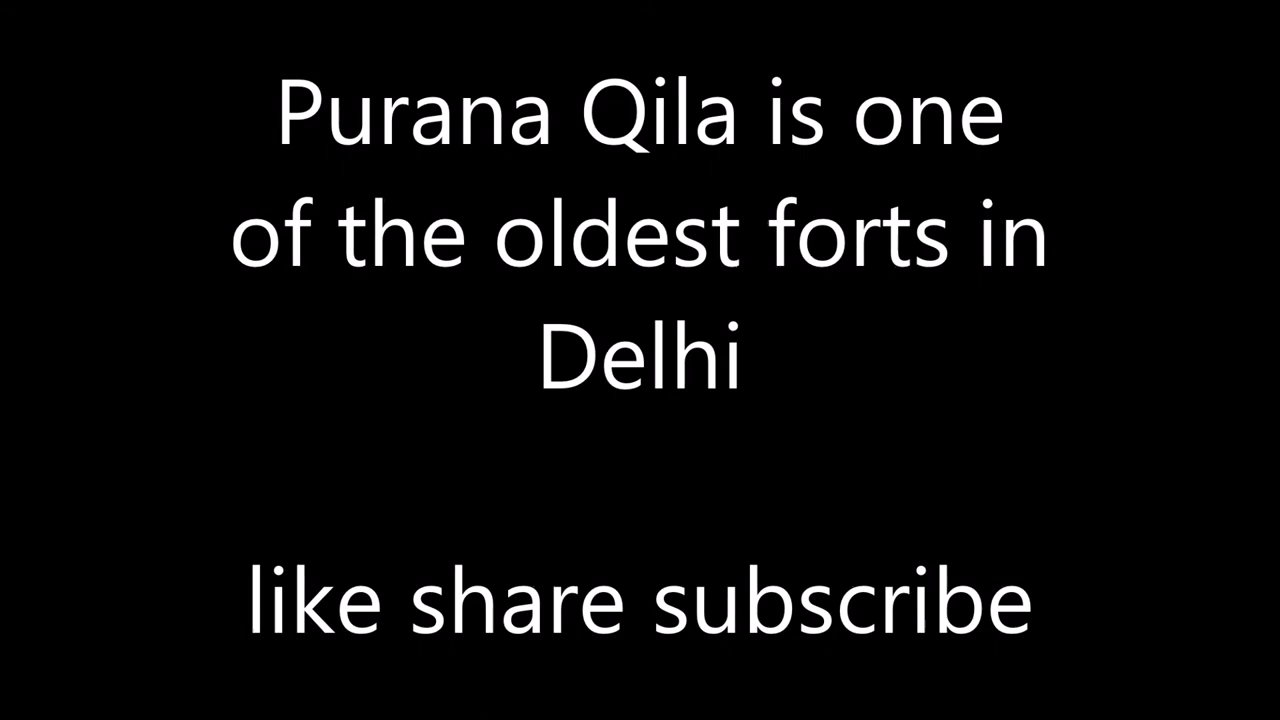 Purana Qila is one
of the oldest forts in
Delhi
like share subscribe